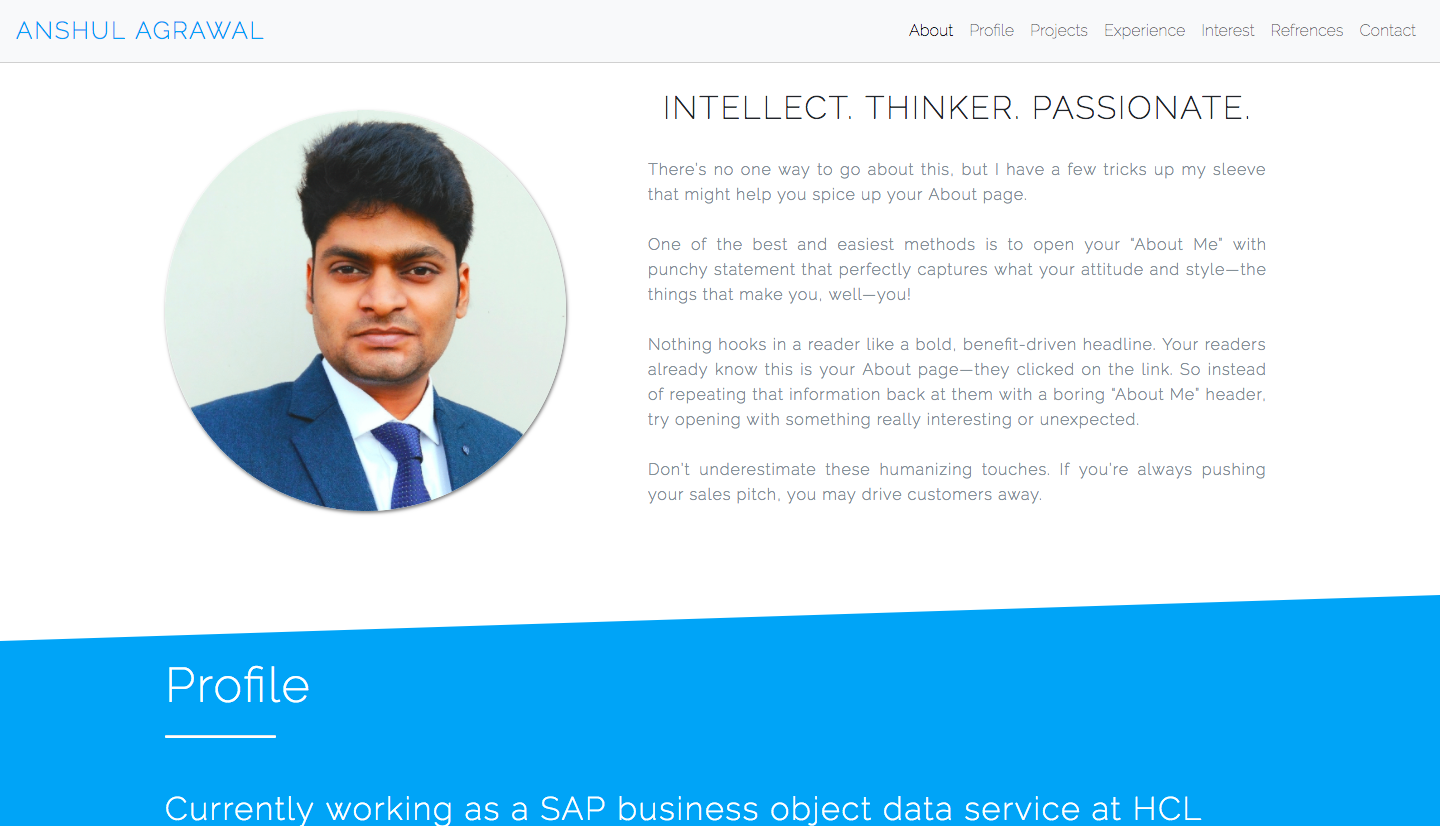 ANSHUL AGRAWAL
About Profile Projects Experience Interest Refrences Contact
INTELLECT. THINKER. PASSIONATE.
There's no one way to go about this, but I have a few tricks up my sleeve
that might help you spice up your About page.
One of the best and easiest methods is to open your "About Me" with
punchy statement that perfectly captures what your attitude and style—the
things that make you, well—you!
Nothing hooks in a reader like a bold, benefit-driven headline. Your readers
already know this is your About page—they clicked on the link. So instead
of repeating that information back at them with a boring "About Me" header,
try opening with something really interesting or unexpected.
Don't underestimate these humanizing touches. If you're always pushing
your sales pitch, you may drive customers away.
Profile
Currently working as a SAP business object data service at HCL